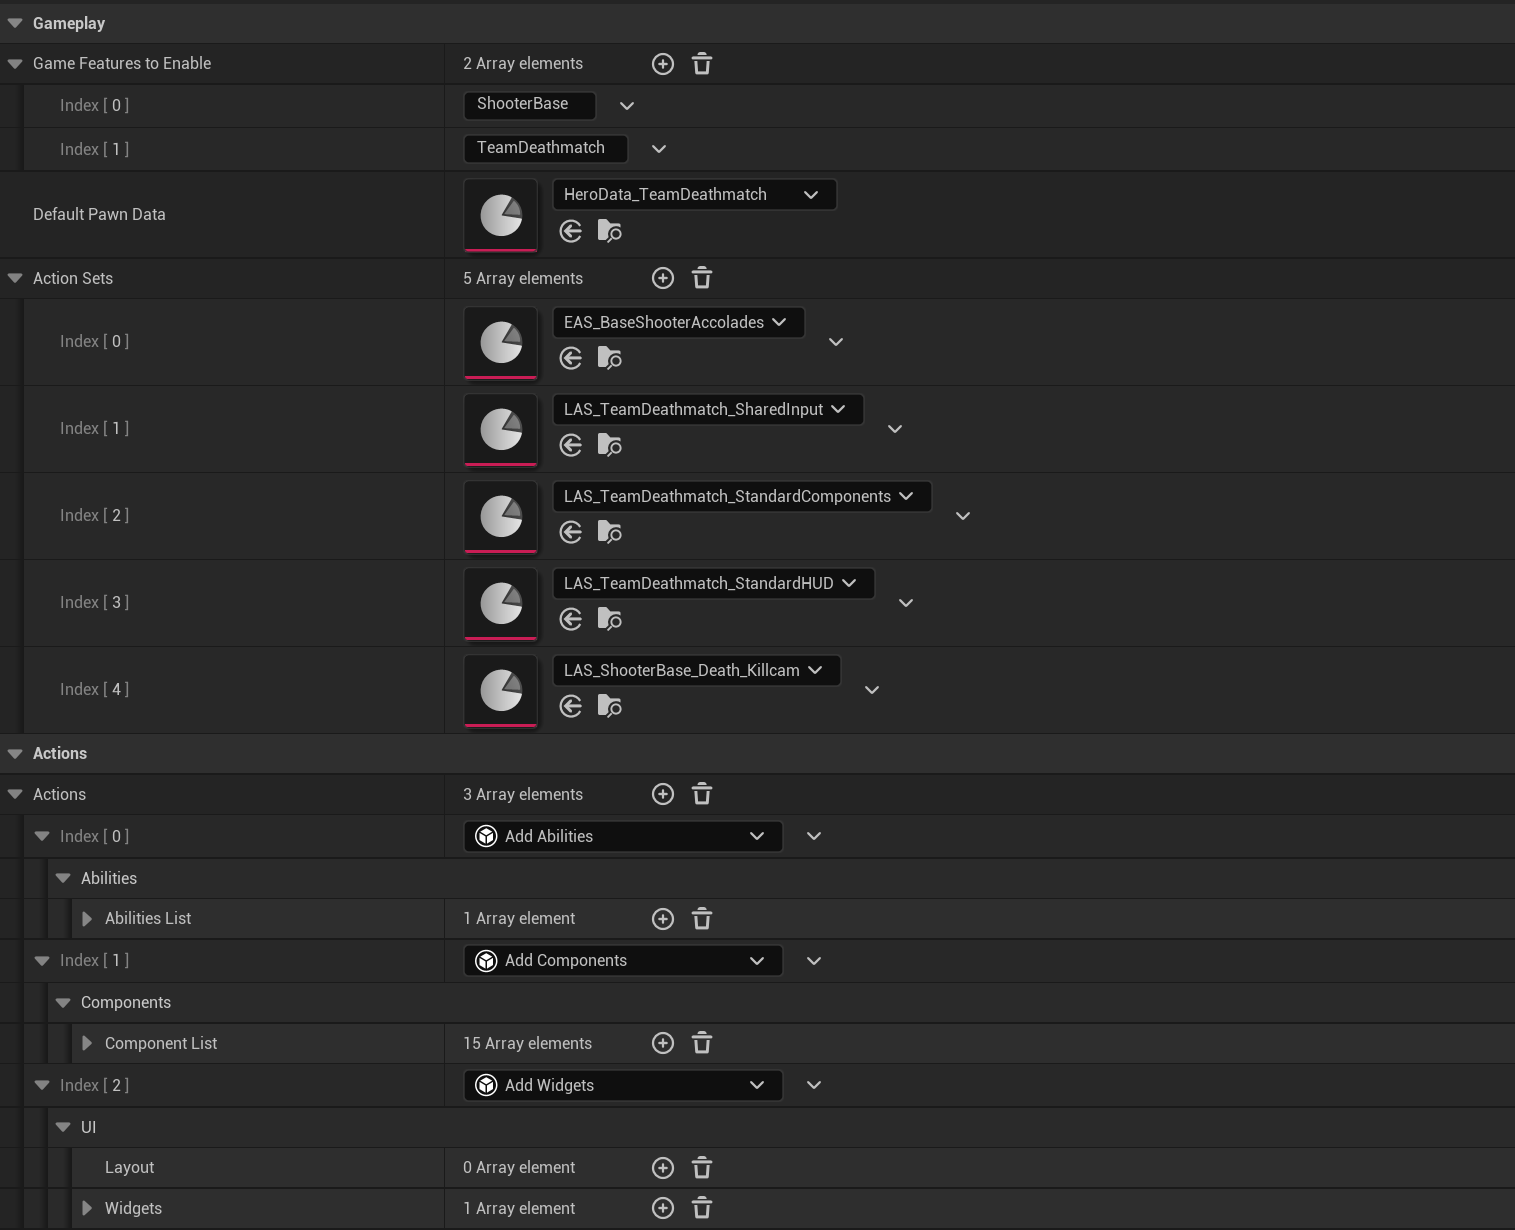 Gameplay
Game Features to Enable 2 Array elements
Index [ 0 ] ShooterBase
Index [ 1 ] TeamDeathmatch
Default Pawn Data HeroData_TeamDeathmatch
Action Sets 5 Array elements
Index [ 0 ] EAS_BaseShooterAccolades
Index [ 1 ] LAS_TeamDeathmatch_SharedInput
Index [ 2 ] LAS_TeamDeathmatch_StandardComponents
Index [ 3 ] LAS_TeamDeathmatch_StandardHUD
Index [ 4 ] LAS_ShooterBase_Death_Killcam
Actions
Actions 3 Array elements
Index [ 0 ] Add Abilities
Abilities
Abilities List 1 Array element
Index [ 1 ] Add Components
Components
Component List 15 Array elements
Index [ 2 ] Add Widgets
UI
Layout 0 Array element
Widgets 1 Array element